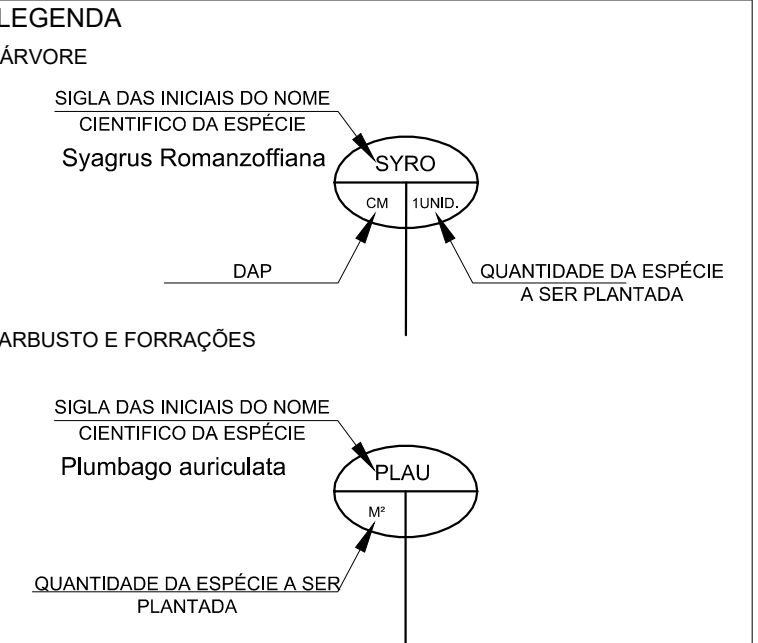 LEGENDA
ÁRVORE
SIGLA DAS INICIAIS DO NOME
CIENTIFICO DA ESPÉCIE
Syagrus Romanzoffiana
SYRO
CM
1UNID.
DAP
QUANTIDADE DA ESPÉCIE
A SER PLANTADA
ARBUSTO E FORRAÇÕES
SIGLA DAS INICIAIS DO NOME
CIENTIFICO DA ESPÉCIE
Plumbago auriculata
PLAU
M²
QUANTIDADE DA ESPÉCIE A SER
PLANTADA